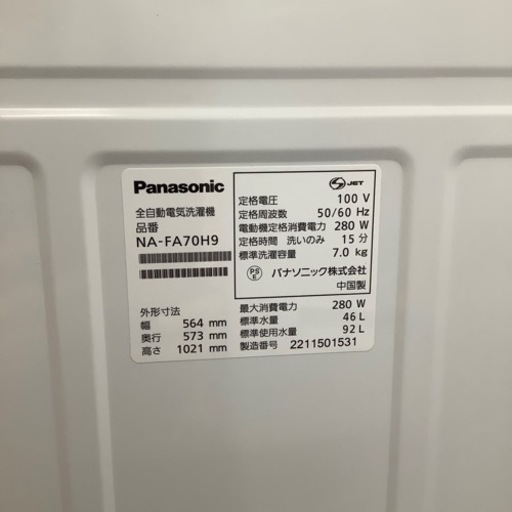 Panasonic
全自動電気洗濯機
品番
NA-FA70H9
外形寸法
幅 564 mm
奥行 573 mm
高さ 1021 mm
S JET
定格電圧 100 V
定格周波数 50/60 Hz
電動機定格消費電力 280 W
定格時間 洗いのみ 15 分
標準洗濯容量 7.0 kg
PS E パナソニック株式会社
中国製
最大消費電力 280 W
標準水量 46 L
標準使用水量 92 L
製造番号 2211501531